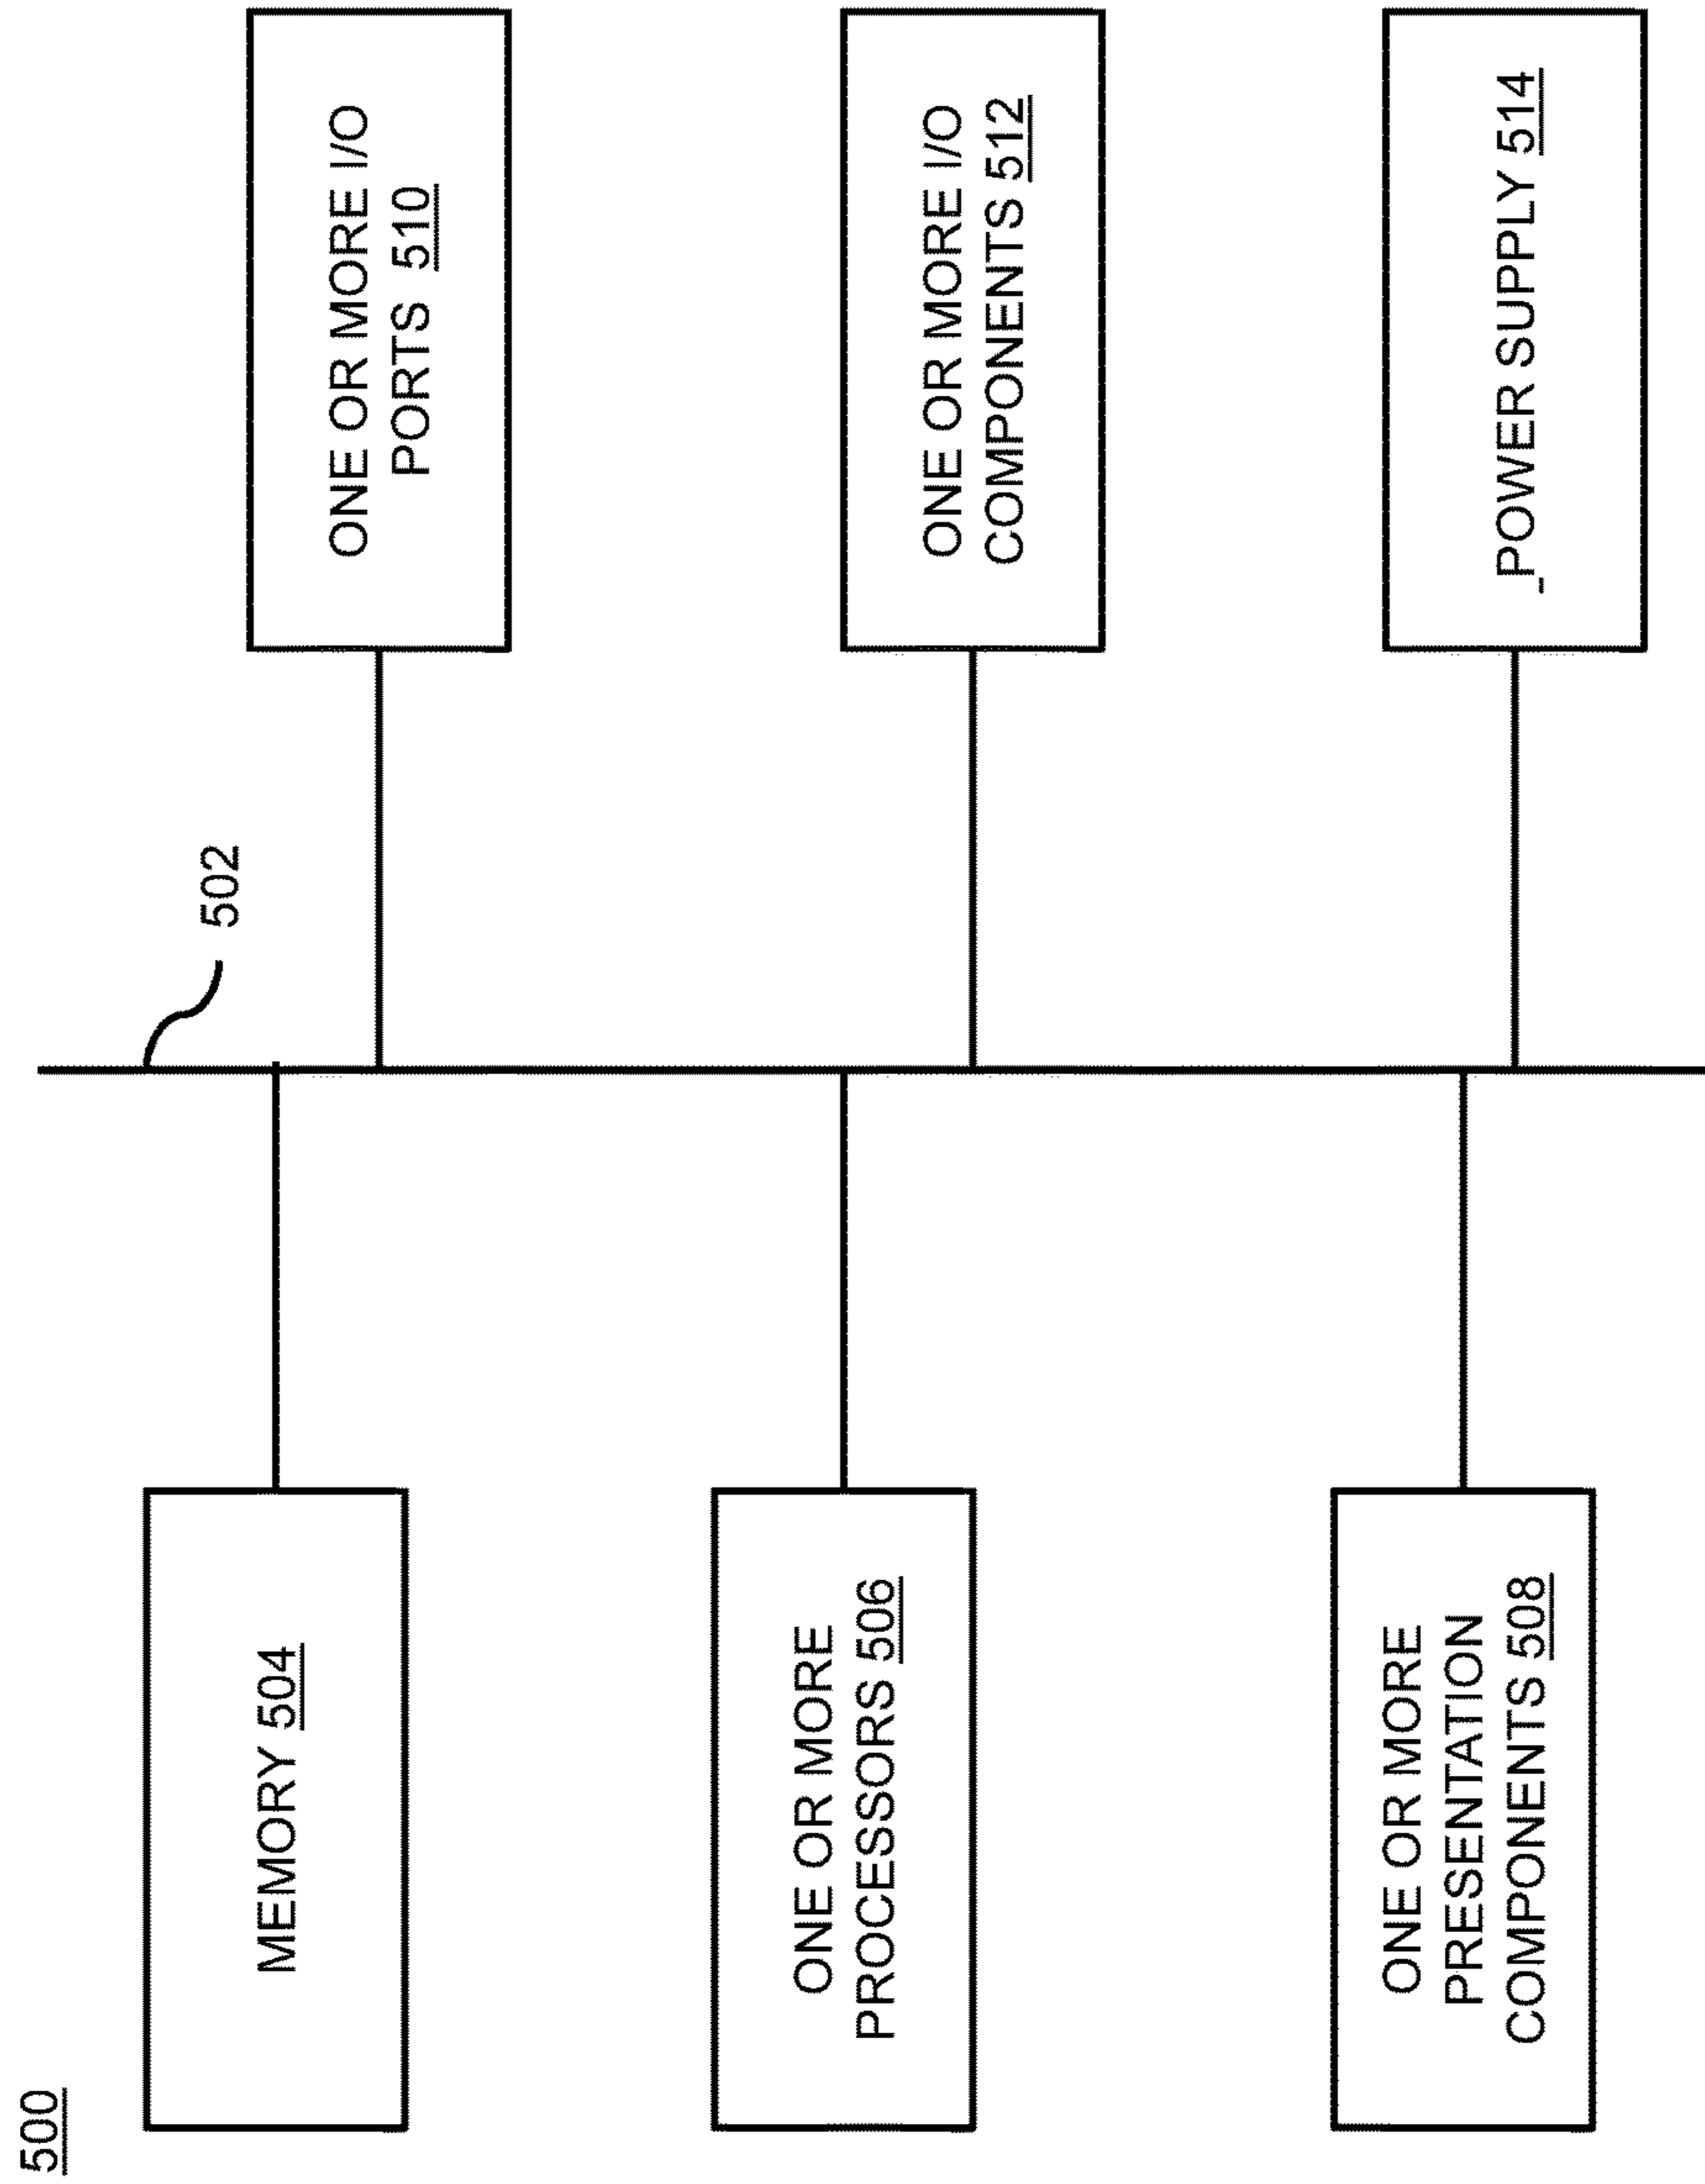 500
502
MEMORY 504
ONE OR MORE I/O
PORTS 510
ONE OR MORE
PROCESSORS 506
ONE OR MORE I/O
COMPONENTS 512
ONE OR MORE
PRESENTATION
COMPONENTS 508
POWER SUPPLY 514